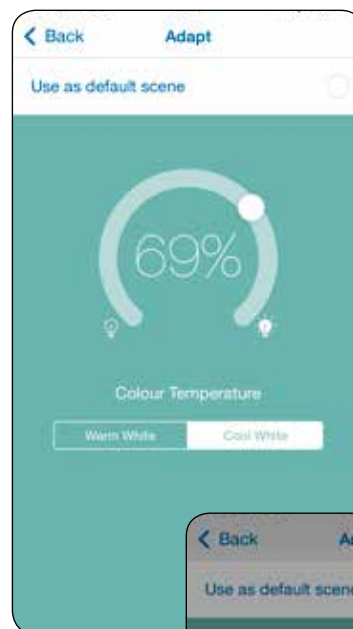 Back Adapt
Use as default scene
69%
Colour Temperature
Warm White Cool White
Back
Use as default scene